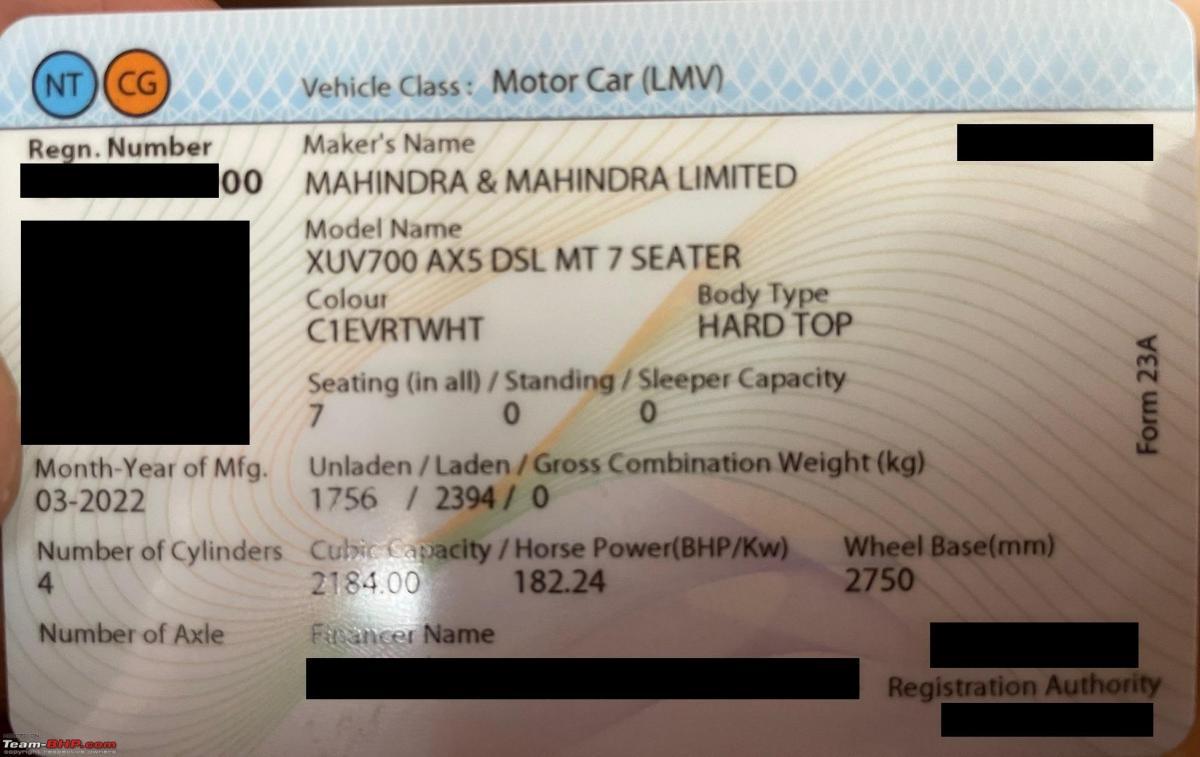 NT CG Vehicle Class : Motor Car (LMV)
Regn. Number Maker's Name
00 MAHINDRA & MAHINDRA LIMITED
Model Name
XUV700 AX5 DSL MT 7 SEATER
Colour Body Type
C1EVRTWHT HARD TOP
Form 23A
Seating (in all) / Standing / Sleeper Capacity
7 0 0
Month-Year of Mfg. Unladen / Laden / Gross Combination Weight (kg)
03-2022 1756 / 2394 / 0
Number of Cylinders Cubic Capacity / Horse Power(BHP/Kw) Wheel Base(mm)
4 2184.00 182.24 2750
Number of Axle Financer Name
Registration Authority
Team-BHP.com
copyright respective owners